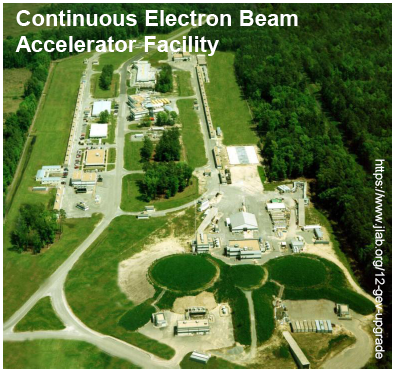 Continuous Electron Beam
Accelerator Facility
https://www.jlab.org/12-gev-upgrade